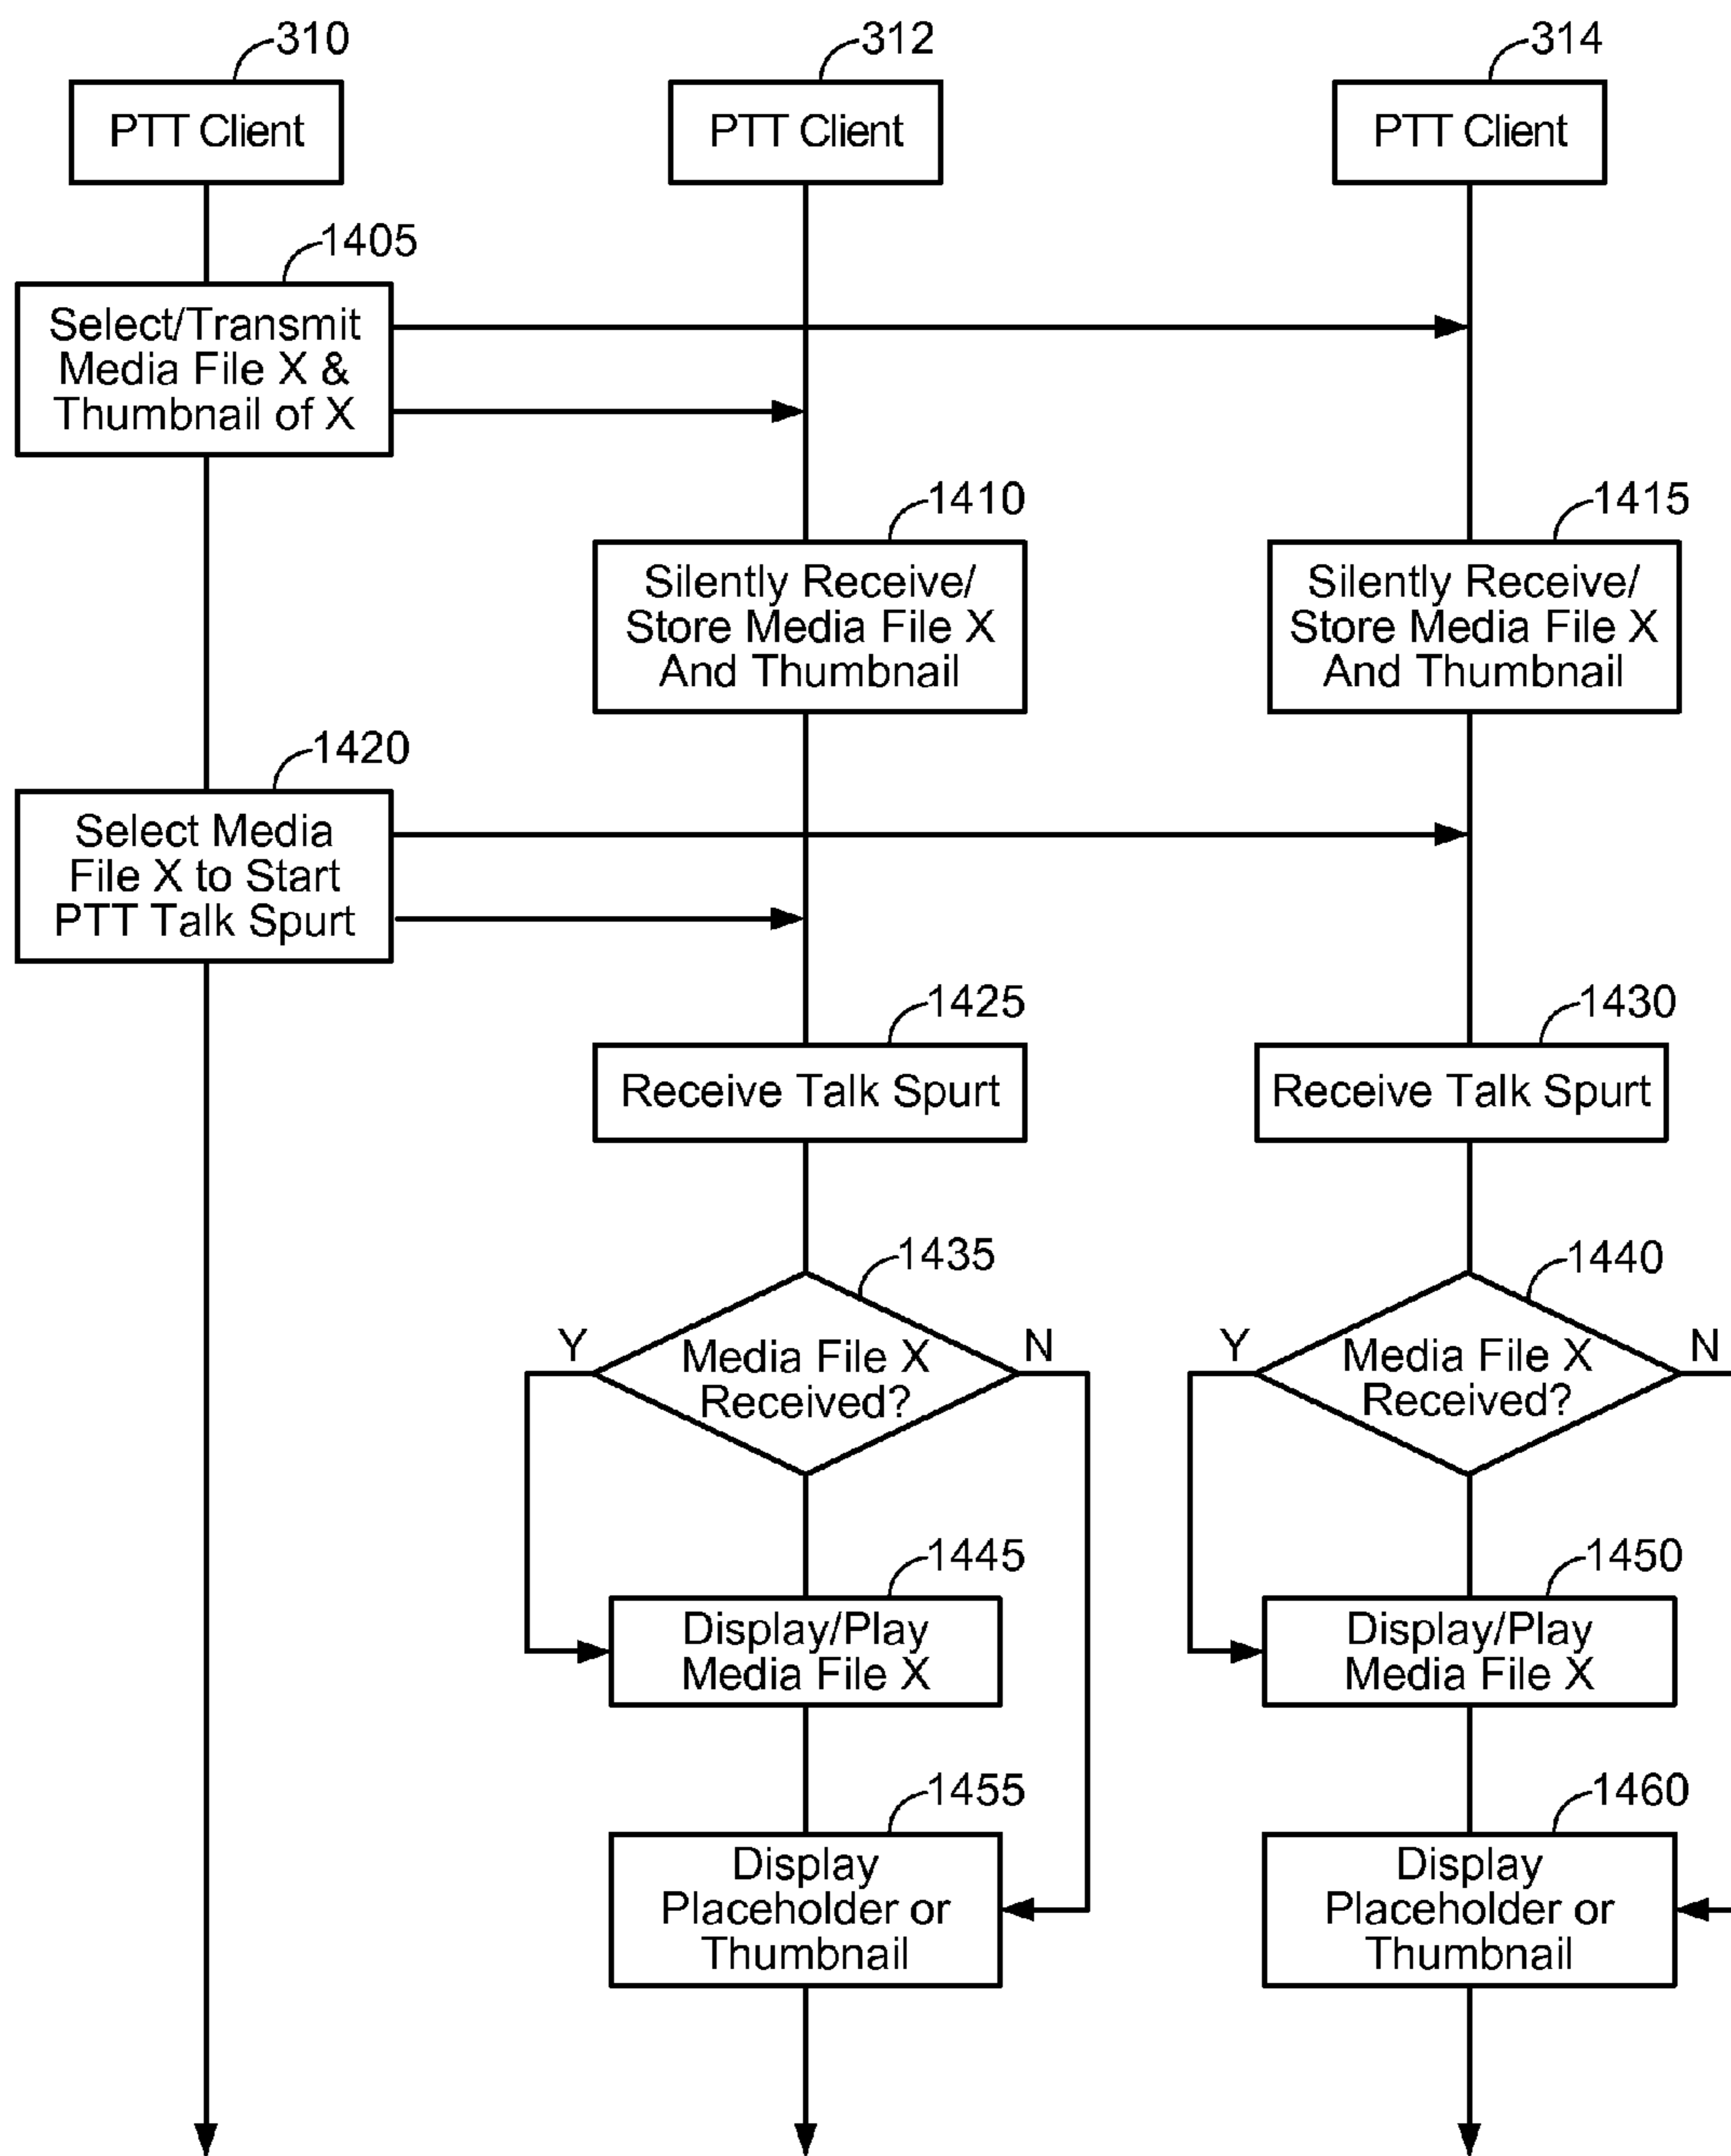 310
312
314
PTT Client
PTT Client
PTT Client
1405
Select/Transmit
Media File X &
Thumbnail of X
1410
1415
Silently Receive/
Store Media File X
And Thumbnail
Silently Receive/
Store Media File X
And Thumbnail
1420
Select Media
File X to Start
PTT Talk Spurt
1425
1430
Receive Talk Spurt
Receive Talk Spurt
1435
1440
Y
Media File X
Received?
N
Y
Media File X
Received?
N
1445
1450
Display/Play
Media File X
Display/Play
Media File X
1455
1460
Display
Placeholder or
Thumbnail
Display
Placeholder or
Thumbnail